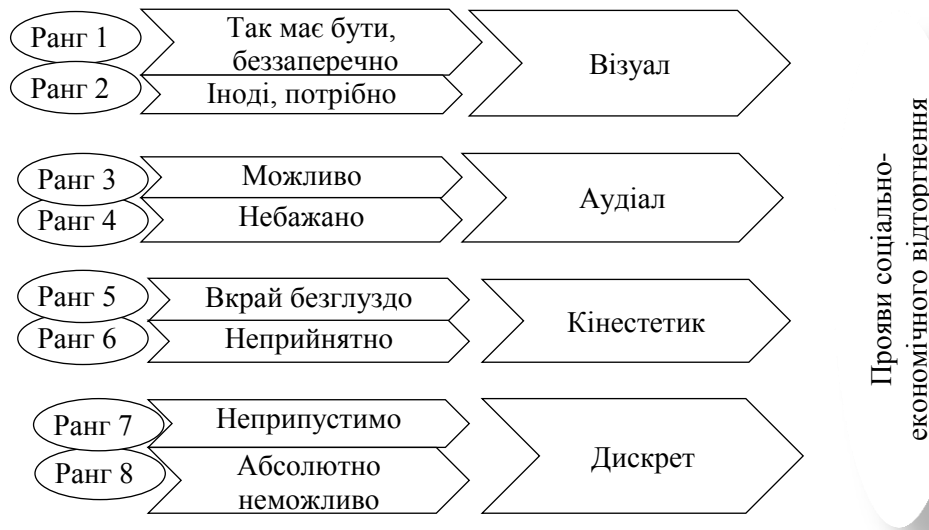 Ранг 1
Так має бути,
беззаперечно
Ранг 2
Іноді, потрібно
Візуал
Ранг 3
Можливо
Ранг 4
Небажано
Аудіал
Ранг 5
Вкрай безглуздо
Ранг 6
Неприйнятно
Кінестетик
Ранг 7
Неприпустимо
Ранг 8
Абсолютно
неможливо
Дискрет
Прояви соціально-
економічного відторгнення